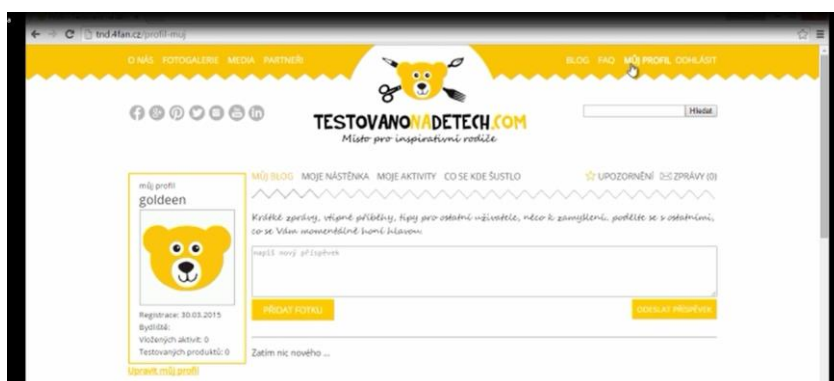 tnd.4fan.cz/profil-muj
O NÁS FOTOGALERIE MEDIA PARTNEŘI
BLOG FAQ MŮJ PROFIL ODHLÁSIT
TESTOVANONADETECH.COM
Místo pro inspirativní rodiče
Hledat
MŮJ BLOG MOJE NÁSTĚNKA MOJE AKTIVITY CO SE KDE ŠUSTLO
UPOZORNĚNÍ ZPRÁVY (0)
můj profil
goldeen
Krátké zprávy, vtipné příběhy, tipy pro ostatní uživatele, něco k zamyšlení, podělte se s ostatními,
co se Vám momentálně honí hlavou.
napiš nový příspěvek
PŘIDAT FOTKU
ODESLAT PŘÍSPĚVEK
Registrace: 30.03.2015
Bydliště:
Vložených aktivit: 0
Testovaných produktů: 0
Zatím nic nového ...
Upravit můj profil